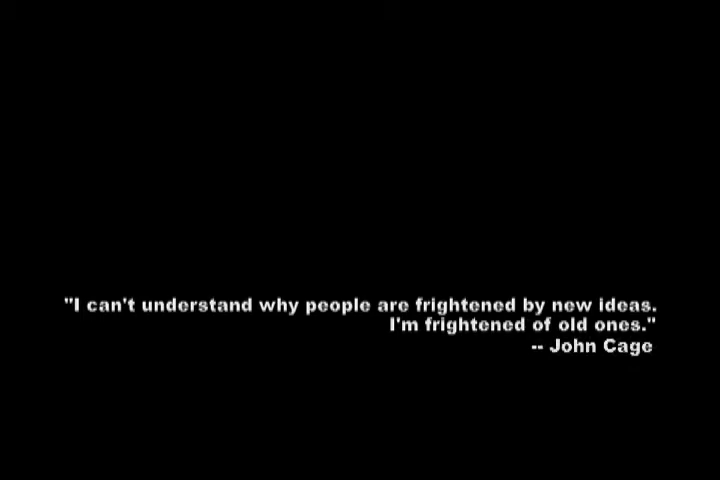 "I can't understand why people are frightened by new ideas.
I'm frightened of old ones."
-- John Cage